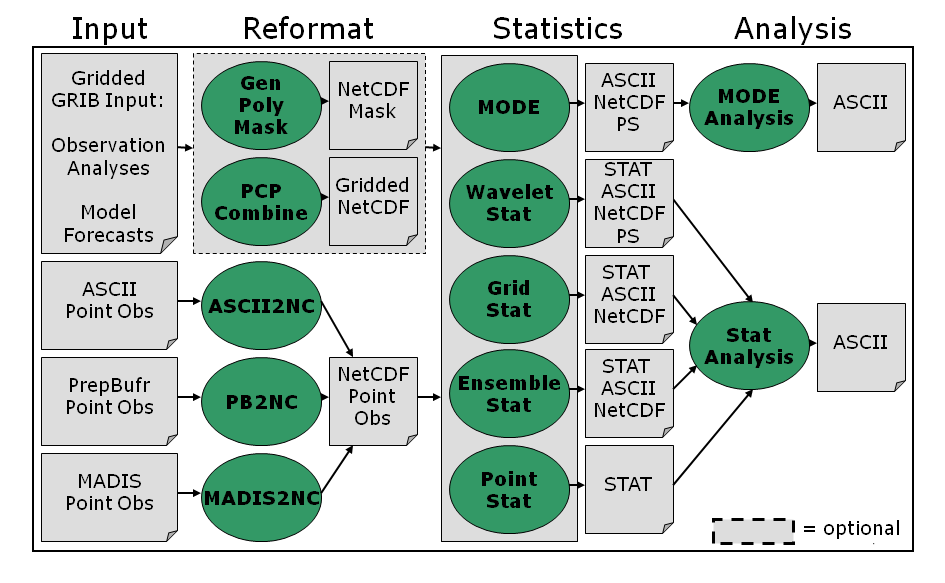 Input
Reformat
Statistics
Analysis
Gridded
GRIB Input:
Observation
Analyses
Model
Forecasts
Gen
Poly
Mask
NetCDF
Mask
PCP
Combine
Gridded
NetCDF
MODE
ASCII
NetCDF
PS
MODE
Analysis
ASCII
Wavelet
Stat
STAT
ASCII
NetCDF
PS
ASCII
Point Obs
ASCII2NC
Grid
Stat
STAT
ASCII
NetCDF
Stat
Analysis
ASCII
PrepBufr
Point Obs
PB2NC
NetCDF
Point
Obs
Ensemble
Stat
STAT
ASCII
NetCDF
MADIS
Point Obs
MADIS2NC
Point
Stat
STAT
= optional